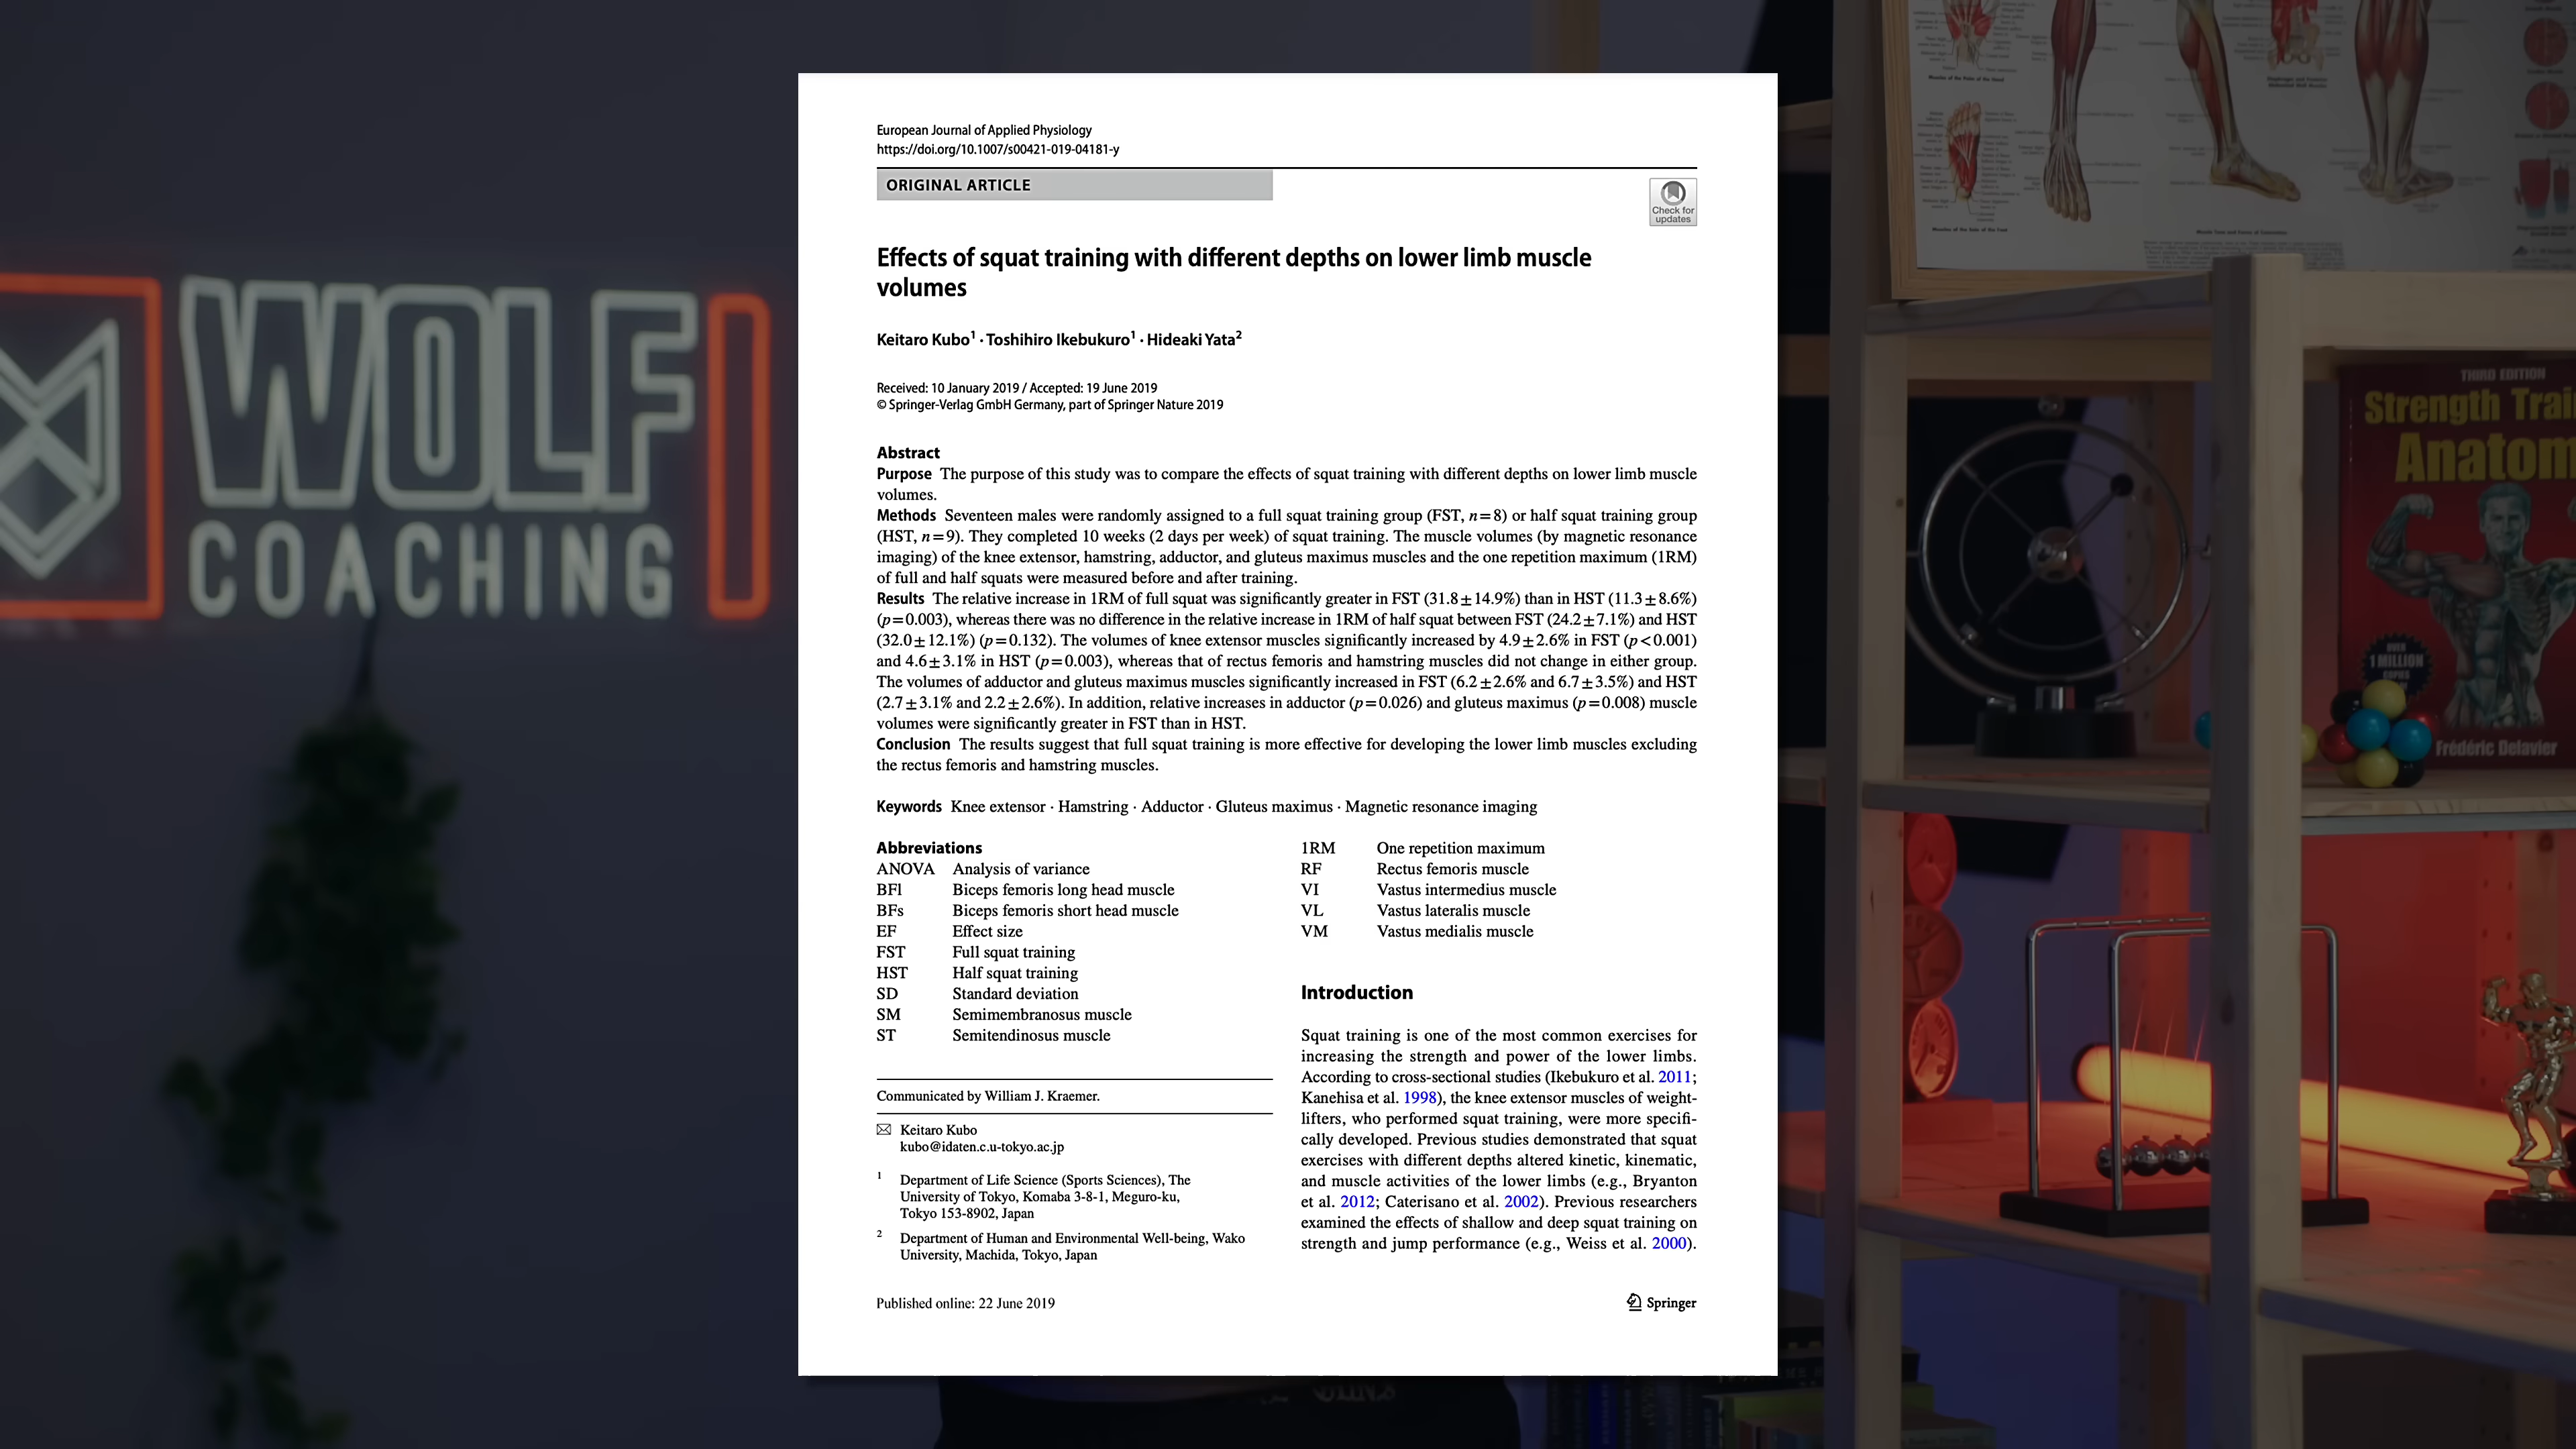 WOLF
COACHING
European Journal of Applied Physiology
https://doi.org/10.1007/s00421-019-04181-y
ORIGINAL ARTICLE
Check for
updates
Effects of squat training with different depths on lower limb muscle
volumes
Keitaro Kubo1 · Toshihiro Ikebukuro1 · Hideaki Yata2
Received: 10 January 2019 / Accepted: 19 June 2019
© Springer-Verlag GmbH Germany, part of Springer Nature 2019
Abstract
Purpose The purpose of this study was to compare the effects of squat training with different depths on lower limb muscle
volumes.
Methods Seventeen males were randomly assigned to a full squat training group (FST, n=8) or half squat training group
(HST, n=9). They completed 10 weeks (2 days per week) of squat training. The muscle volumes (by magnetic resonance
imaging) of the knee extensor, hamstring, adductor, and gluteus maximus muscles and the one repetition maximum (1RM)
of full and half squats were measured before and after training.
Results The relative increase in 1RM of full squat was significantly greater in FST (31.8±14.9%) than in HST (11.3±8.6%)
(p=0.003), whereas there was no difference in the relative increase in 1RM of half squat between FST (24.2±7.1%) and HST
(32.0±12.1%) (p=0.132). The volumes of knee extensor muscles significantly increased by 4.9±2.6% in FST (p<0.001)
and 4.6±3.1% in HST (p=0.003), whereas that of rectus femoris and hamstring muscles did not change in either group.
The volumes of adductor and gluteus maximus muscles significantly increased in FST (6.2±2.6% and 6.7±3.5%) and HST
(2.7±3.1% and 2.2±2.6%). In addition, relative increases in adductor (p=0.026) and gluteus maximus (p=0.008) muscle
volumes were significantly greater in FST than in HST.
Conclusion The results suggest that full squat training is more effective for developing the lower limb muscles excluding
the rectus femoris and hamstring muscles.
Keywords Knee extensor · Hamstring · Adductor · Gluteus maximus · Magnetic resonance imaging
Abbreviations
ANOVA Analysis of variance
BFl Biceps femoris long head muscle
BFs Biceps femoris short head muscle
EF Effect size
FST Full squat training
HST Half squat training
SD Standard deviation
SM Semimembranosus muscle
ST Semitendinosus muscle
1RM One repetition maximum
RF Rectus femoris muscle
VI Vastus intermedius muscle
VL Vastus lateralis muscle
VM Vastus medialis muscle
Communicated by William J. Kraemer.
Keitaro Kubo
kubo@idaten.c.u-tokyo.ac.jp
1 Department of Life Science (Sports Sciences), The
University of Tokyo, Komaba 3-8-1, Meguro-ku,
Tokyo 153-8902, Japan
2 Department of Human and Environmental Well-being, Wako
University, Machida, Tokyo, Japan
Introduction
Squat training is one of the most common exercises for
increasing the strength and power of the lower limbs.
According to cross-sectional studies (Ikebukuro et al. 2011;
Kanehisa et al. 1998), the knee extensor muscles of weight-
lifters, who performed squat training, were more specifi-
cally developed. Previous studies demonstrated that squat
exercises with different depths altered kinetic, kinematic,
and muscle activities of the lower limbs (e.g., Bryanton
et al. 2012; Caterisano et al. 2002). Previous researchers
examined the effects of shallow and deep squat training on
strength and jump performance (e.g., Weiss et al. 2000).
Published online: 22 June 2019
Springer
THIRD EDITION
Strength Trai
Anatom
OVER
1 MILLION
COPIES
Frédéric Delavier